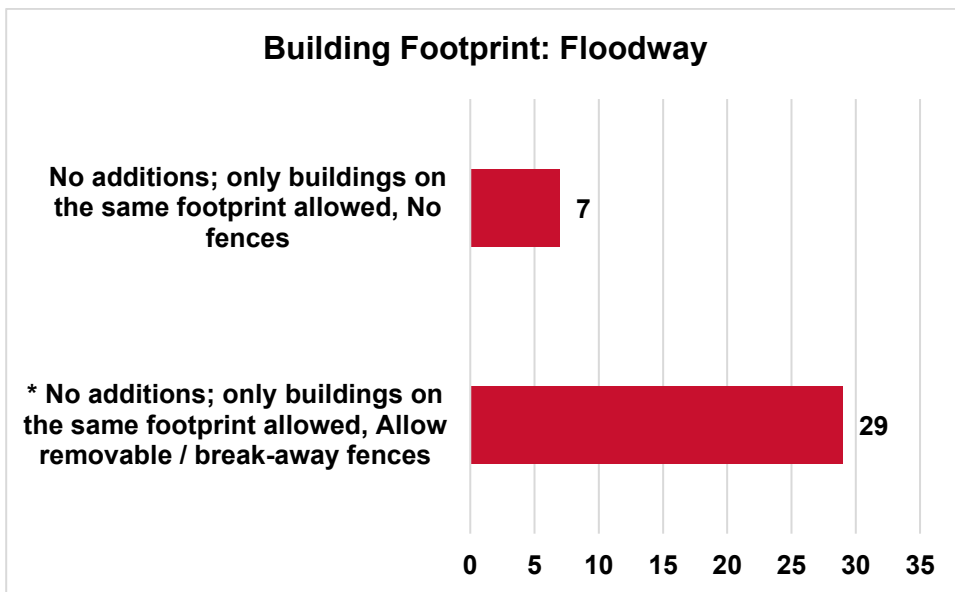 Building Footprint: Floodway
No additions; only buildings on
the same footprint allowed, No
fences
7
* No additions; only buildings on
the same footprint allowed, Allow
removable / break-away fences
29
0 5 10 15 20 25 30 35